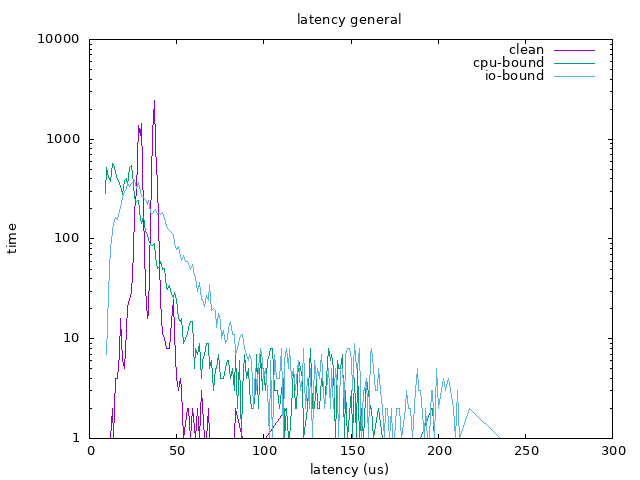 latency general
10000
1000
100
10
1
time
clean
cpu-bound
io-bound
0 50 100 150 200 250 300
latency (us)